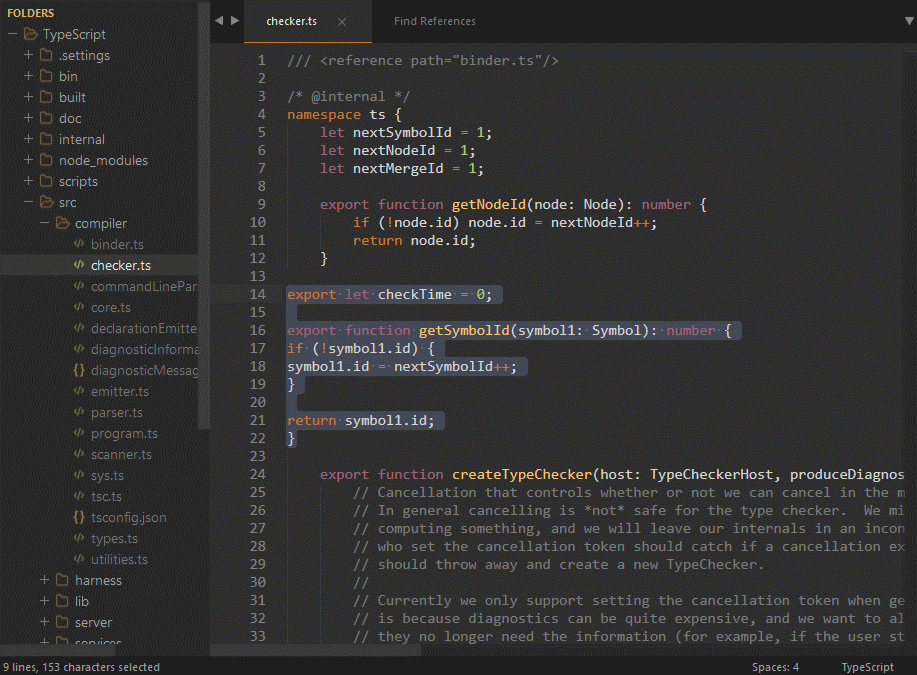 FOLDERS
TypeScript
.settings
bin
built
doc
internal
node_modules
scripts
src
compiler
binder.ts
checker.ts
commandLinePar
core.ts
declarationEmitte
diagnosticInforma
diagnosticMessag
emitter.ts
parser.ts
program.ts
scanner.ts
sys.ts
tsc.ts
tsconfig.json
types.ts
utilities.ts
harness
lib
server
services
checker.ts
Find References
1 /// <reference path="binder.ts"/>
2
3 /* @internal */
4 namespace ts {
5 let nextSymbolId = 1;
6 let nextNodeId = 1;
7 let nextMergeId = 1;
8
9 export function getNodeId(node: Node): number {
10 if (!node.id) node.id = nextNodeId++;
11 return node.id;
12 }
13
14 export let checkTime = 0;
15
16 export function getSymbolId(symbol1: Symbol): number {
17 if (!symbol1.id) {
18 symbol1.id = nextSymbolId++;
19 }
20
21 return symbol1.id;
22 }
23
24 export function createTypeChecker(host: TypeCheckerHost, produceDiagnos
25 // Cancellation that controls whether or not we can cancel in the m
26 // In general cancelling is *not* safe for the type checker.  We mi
27 // computing something, and we will leave our internals in an incon
28 // who set the cancellation token should catch if a cancellation ex
29 // should throw away and create a new TypeChecker.
30 //
31 // Currently we only support setting the cancellation token when ge
32 // is because diagnostics can be quite expensive, and we want to al
33 // they no longer need the information (for example, if the user st
9 lines, 153 characters selected
Spaces: 4
TypeScript